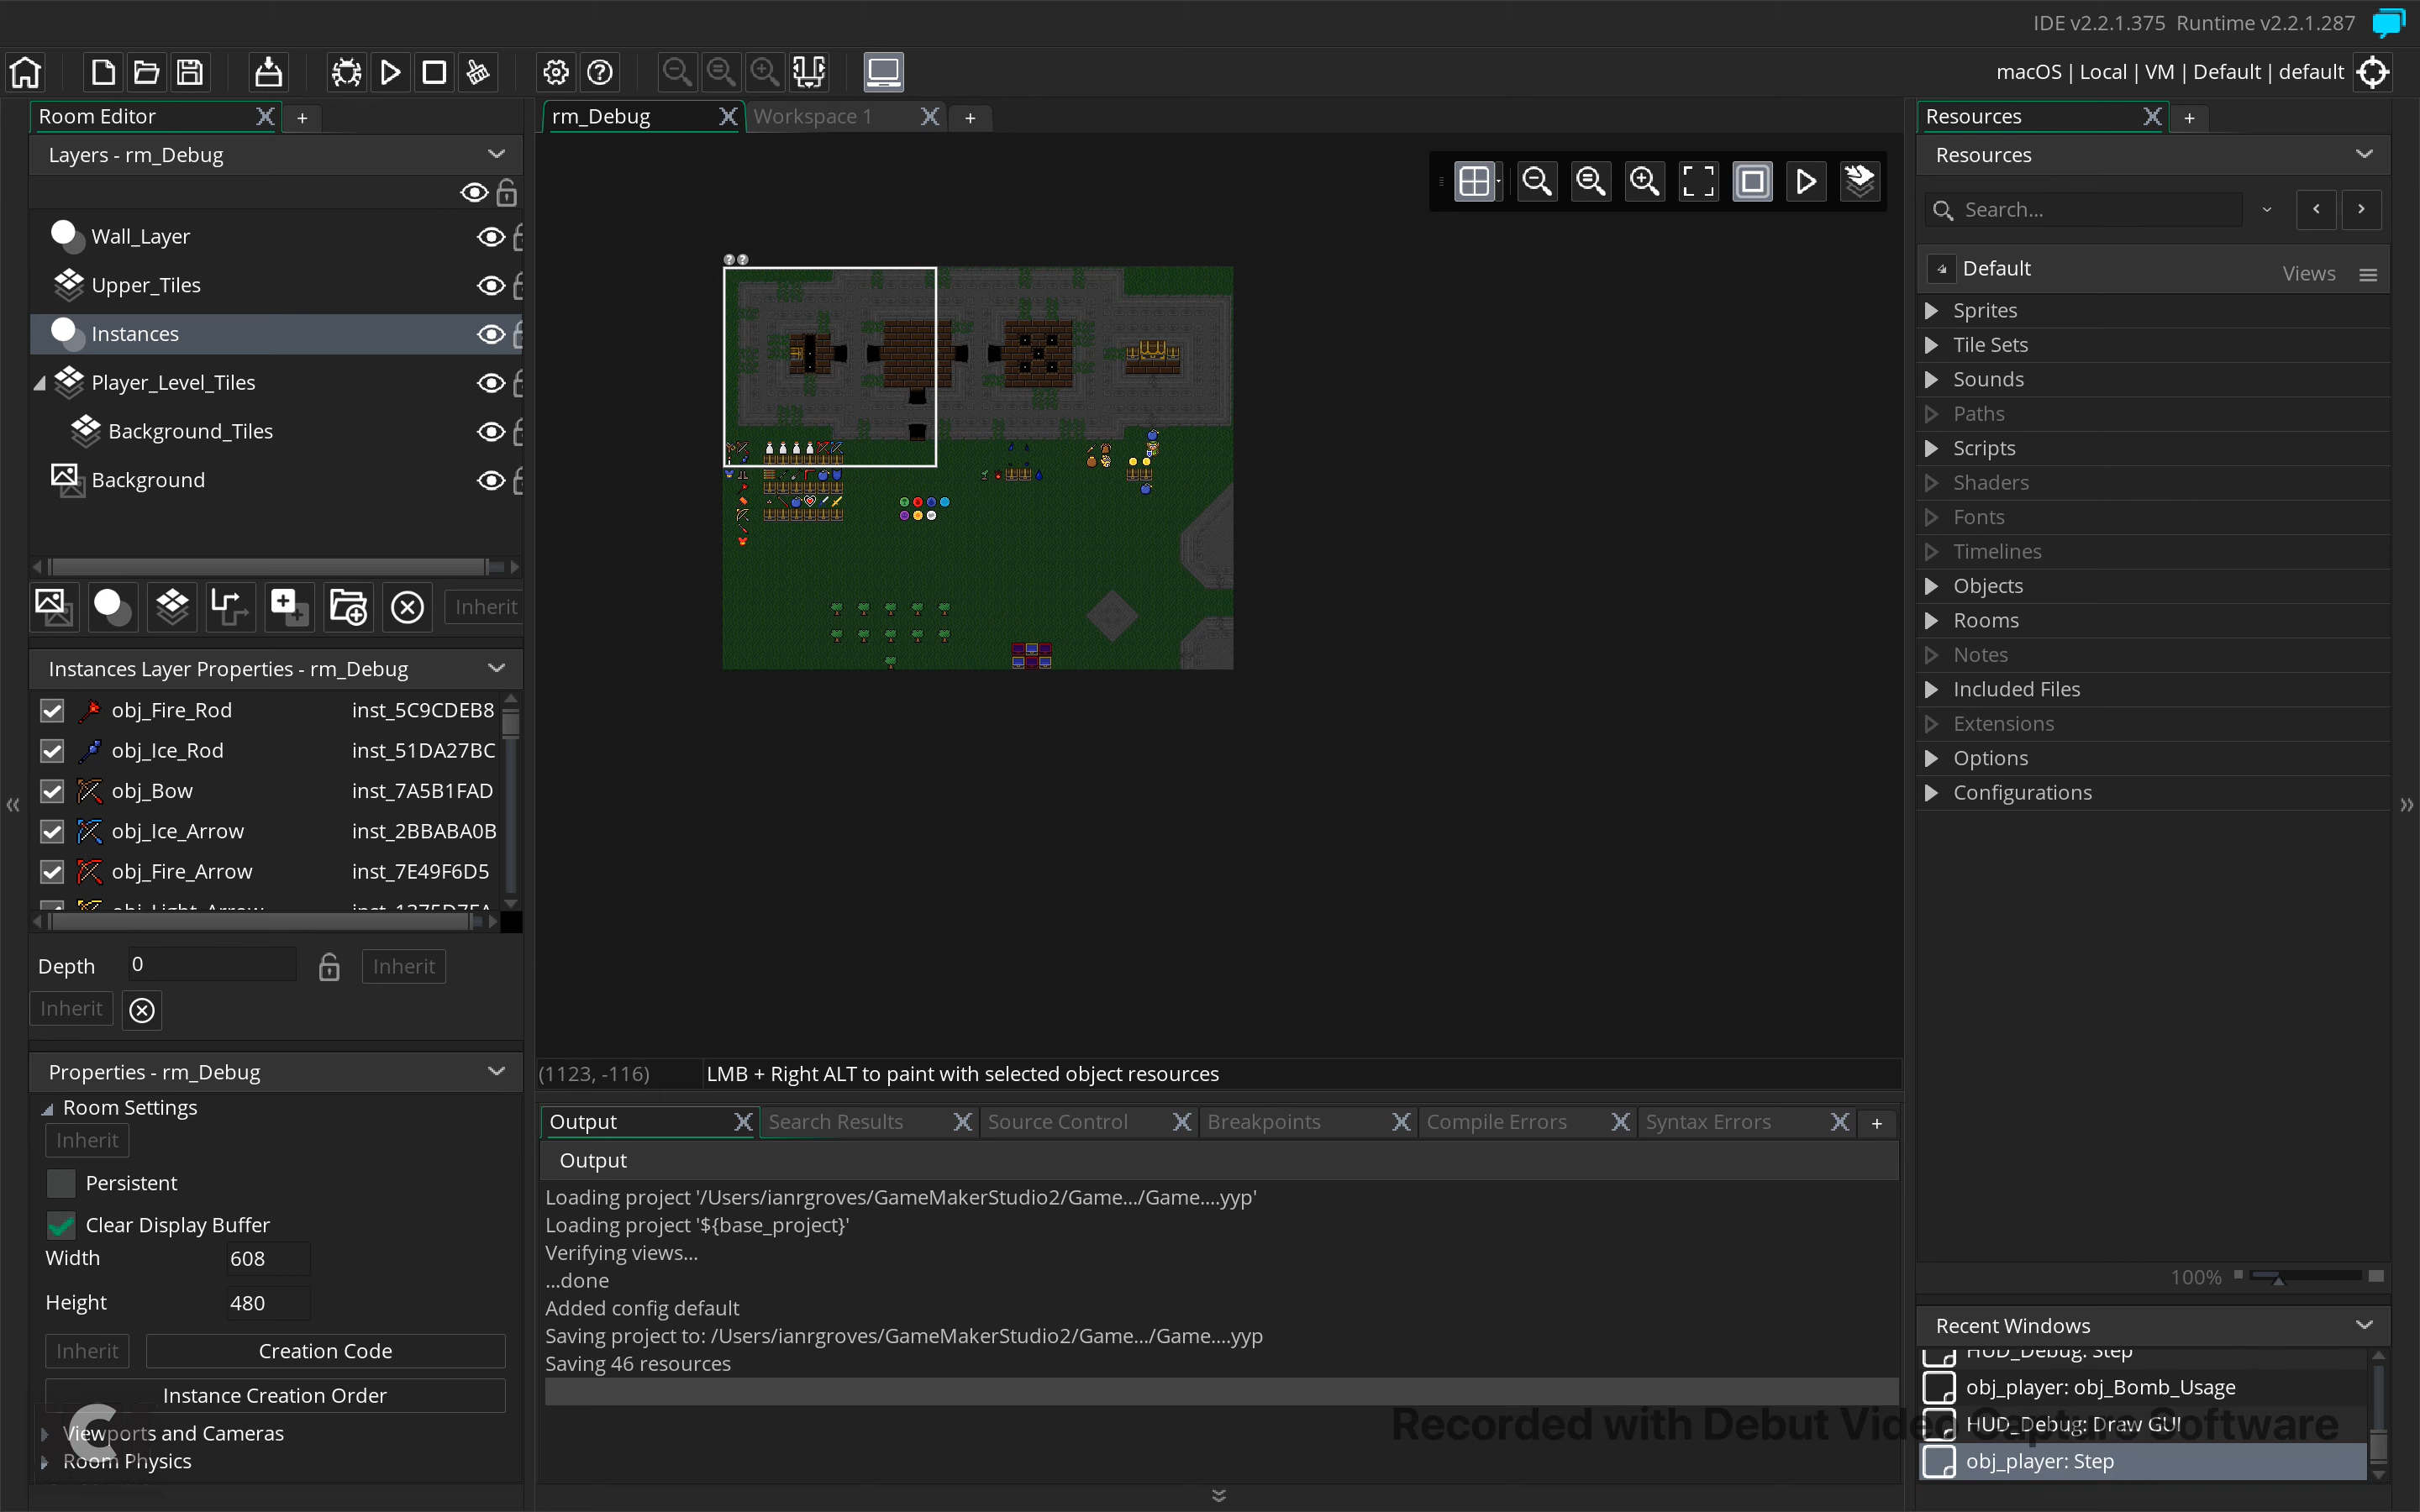 IDE v2.2.1.375 Runtime v2.2.1.287
macOS | Local | VM | Default | default
Room Editor
Layers - rm_Debug
Wall_Layer
Upper_Tiles
Instances
Player_Level_Tiles
Background_Tiles
Background
Inherit
Instances Layer Properties - rm_Debug
obj_Fire_Rod inst_5C9CDEB8
obj_Ice_Rod inst_51DA27BC
obj_Bow inst_7A5B1FAD
obj_Ice_Arrow inst_2BBABA0B
obj_Fire_Arrow inst_7E49F6D5
Depth 0 Inherit
Inherit
Properties - rm_Debug
Room Settings
Inherit
Persistent
Clear Display Buffer
Width 608
Height 480
Inherit Creation Code
Instance Creation Order
Viewports and Cameras
Room Physics
rm_Debug Workspace 1
(1123, -116) LMB + Right ALT to paint with selected object resources
Output Search Results Source Control Breakpoints Compile Errors Syntax Errors
Output
Loading project '/Users/ianrgroves/GameMakerStudio2/Game.../Game....yyp'
Loading project '${base_project}'
Verifying views...
...done
Added config default
Saving project to: /Users/ianrgroves/GameMakerStudio2/Game.../Game....yyp
Saving 46 resources
Resources
Resources
Search...
Default Views
Sprites
Tile Sets
Sounds
Paths
Scripts
Shaders
Fonts
Timelines
Objects
Rooms
Notes
Included Files
Extensions
Options
Configurations
100%
Recent Windows
HUD_Debug: Step
obj_player: obj_Bomb_Usage
HUD_Debug: Draw GUI
obj_player: Step
Recorded with Debut Video Capture Software